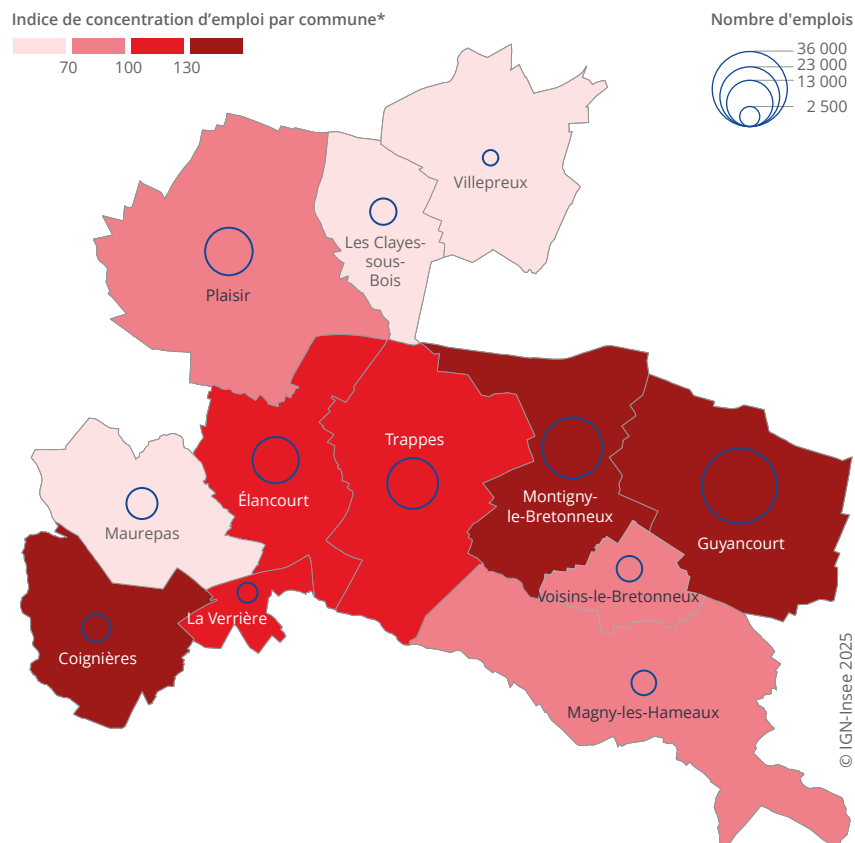 Indice de concentration d’emploi par commune*
70 100 130
Nombre d'emplois
36 000
23 000
13 000
2 500
Villepreux
Les Clayes-
sous-
Bois
Plaisir
Trappes
Élancourt
Montigny-
le-Bretonneux
Maurepas
Guyancourt
Voisins-le-Bretonneux
La Verrière
Coignières
Magny-les-Hameaux
© IGN-Insee 2025